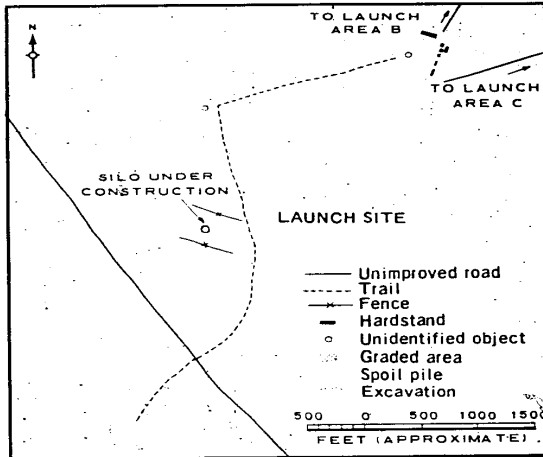 N
TO LAUNCH
AREA B
TO LAUNCH
AREA C
SILO UNDER
CONSTRUCTION
LAUNCH SITE
Unimproved road
Trail
Fence
Hardstand
Unidentified object
Graded area
Spoil pile
Excavation
500 0 500 1000 1500
FEET (APPROXIMATE)